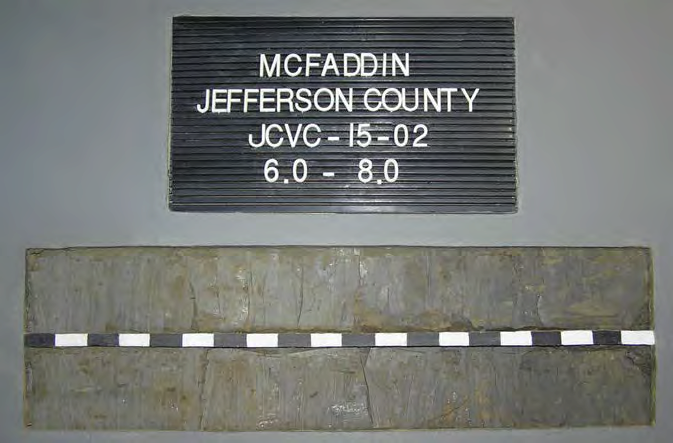 MCFADDIN
JEFFERSON COUNTY
JCVC-15-02
6.0 - 8.0